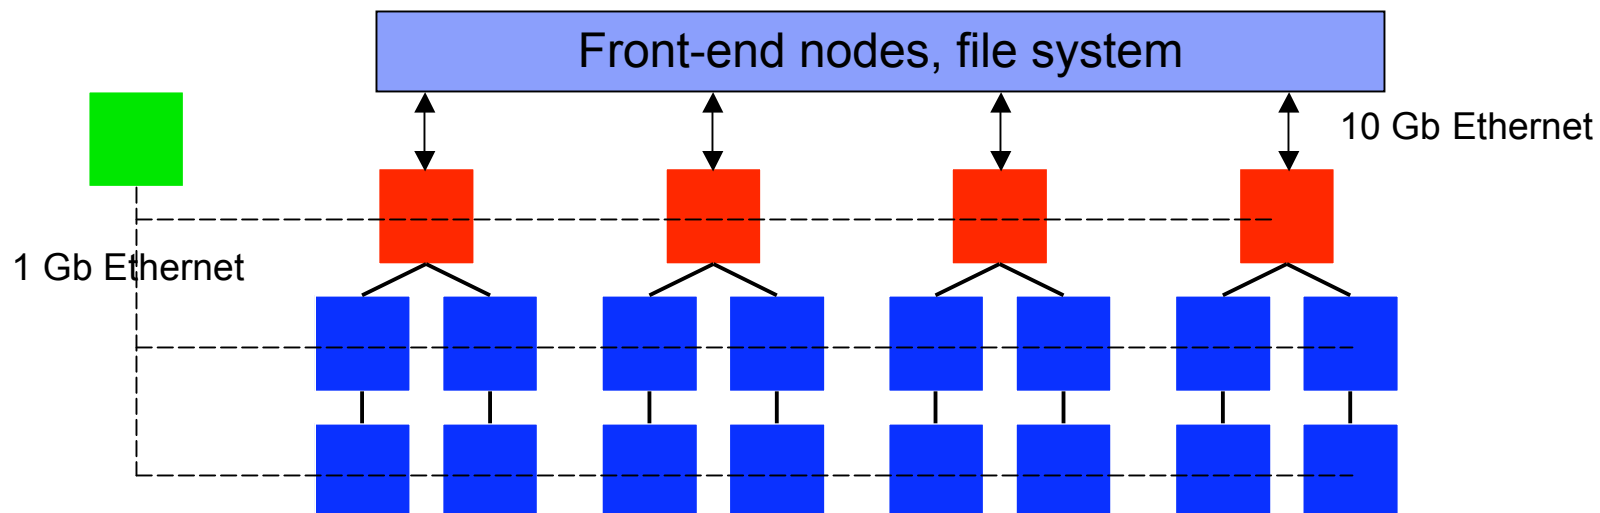 Front-end nodes, file system
10 Gb Ethernet
1 Gb Ethernet